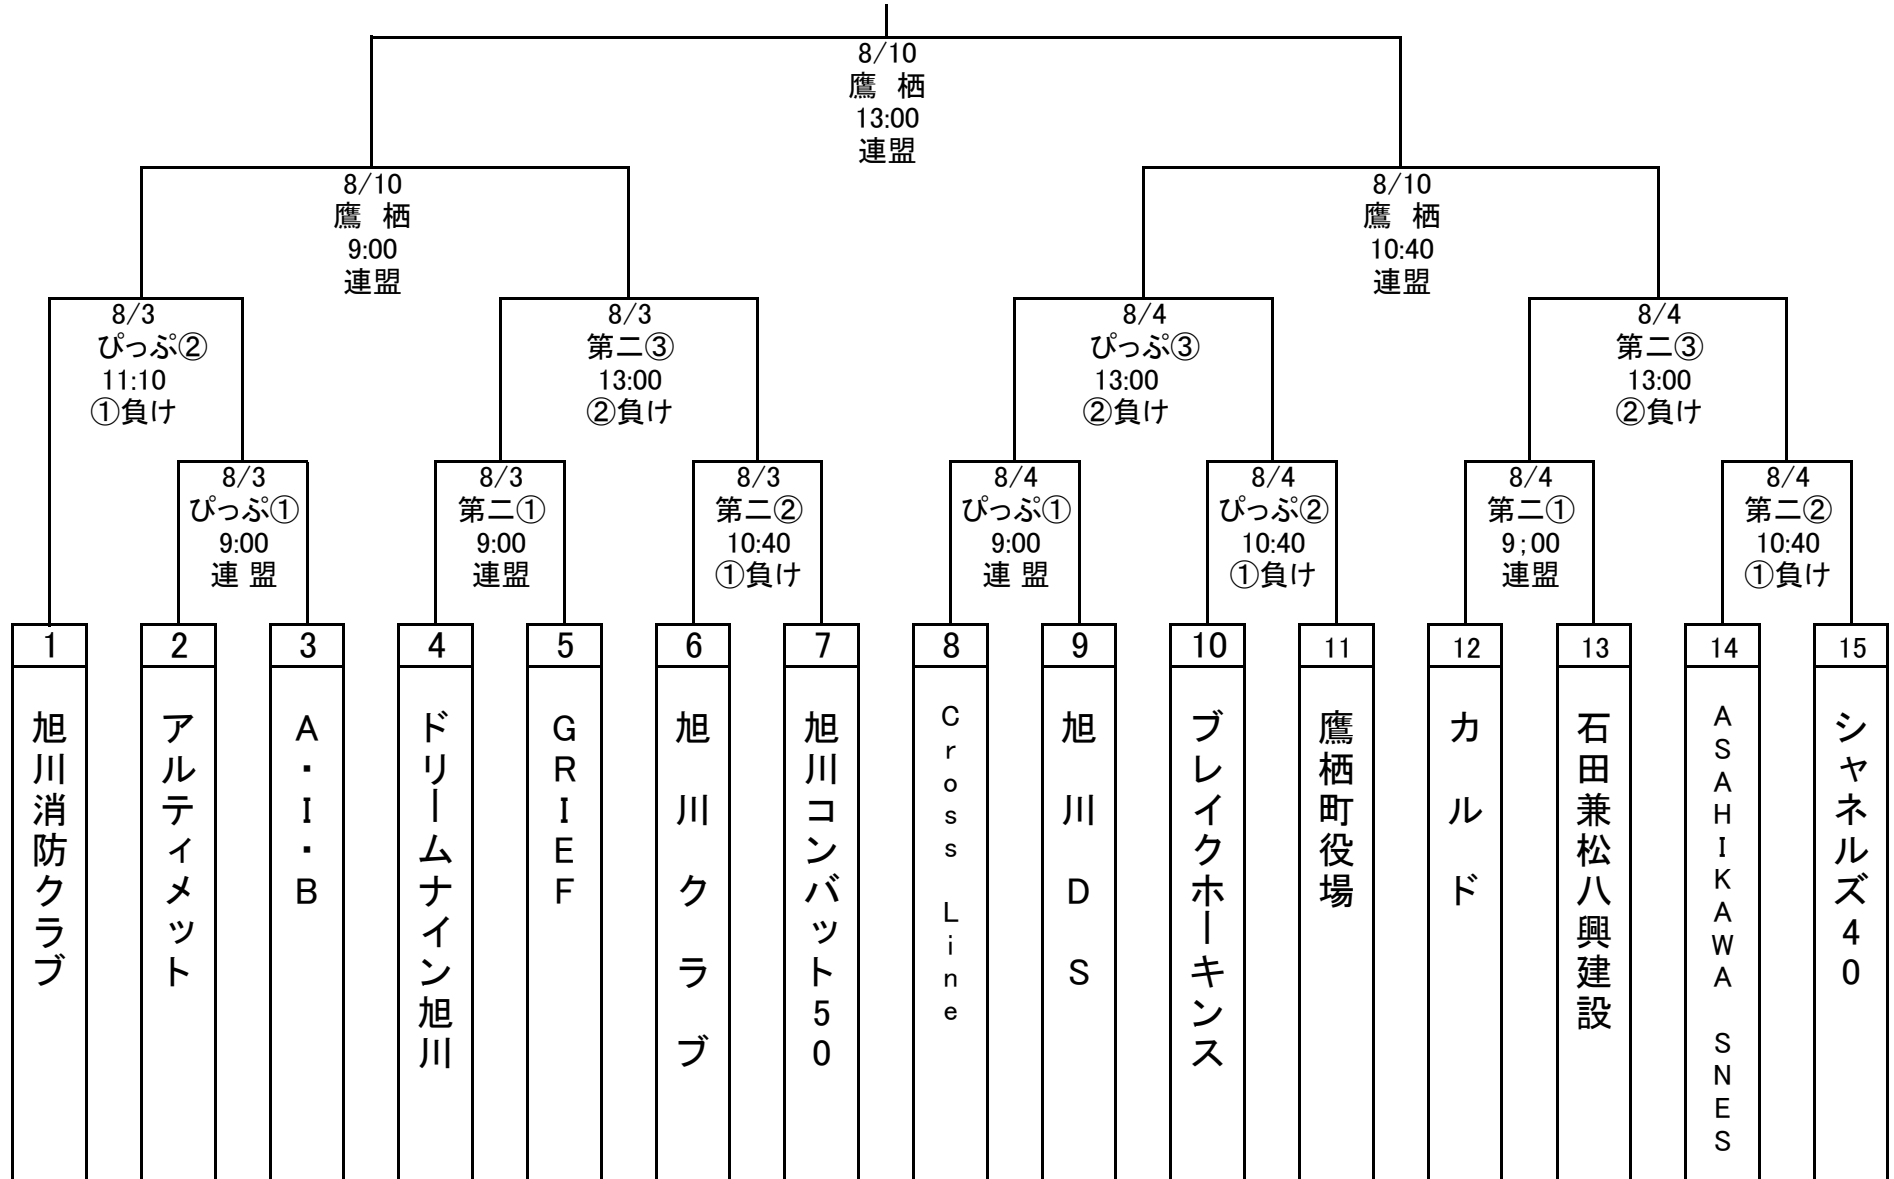 8/10
鷹 栖
13:00
連盟
8/10
鷹 栖
9:00
連盟
8/10
鷹 栖
10:40
連盟
8/3
ぴっぷ②
11:10
①負け
8/3
第二③
13:00
②負け
8/4
ぴっぷ③
13:00
②負け
8/4
第二③
13:00
②負け
8/3
ぴっぷ①
9:00
連 盟
8/3
第二①
9:00
連盟
8/3
第二②
10:40
①負け
8/4
ぴっぷ①
9:00
連 盟
8/4
ぴっぷ②
10:40
①負け
8/4
第二①
9;00
連盟
8/4
第二②
10:40
①負け
1
旭川消防クラブ
2
アルティメット
3
A・I・B
4
ドリームナイン旭川
5
GRIEF
6
旭川クラブ
7
旭川コンバット50
8
Cross Line
9
旭川DS
10
ブレイクホーキンス
11
鷹栖町役場
12
カルド
13
石田兼松八興建設
14
ASAHIKAWA SNES
15
シャネルズ40